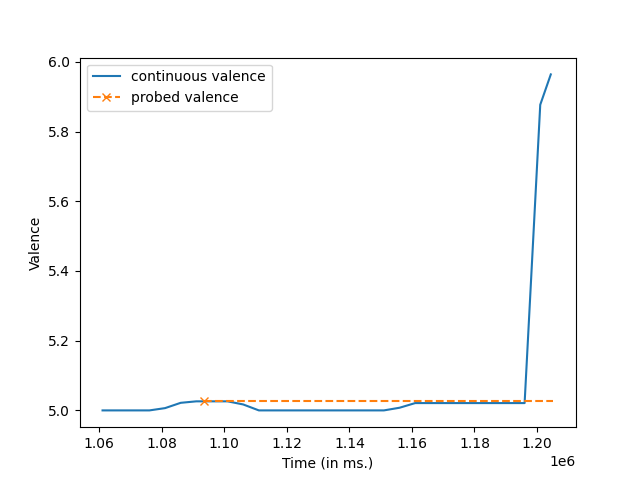 continuous valence
probed valence
6.0
5.8
5.6
5.4
5.2
5.0
Valence
1.06 1.08 1.10 1.12 1.14 1.16 1.18 1.20
1e6
Time (in ms.)